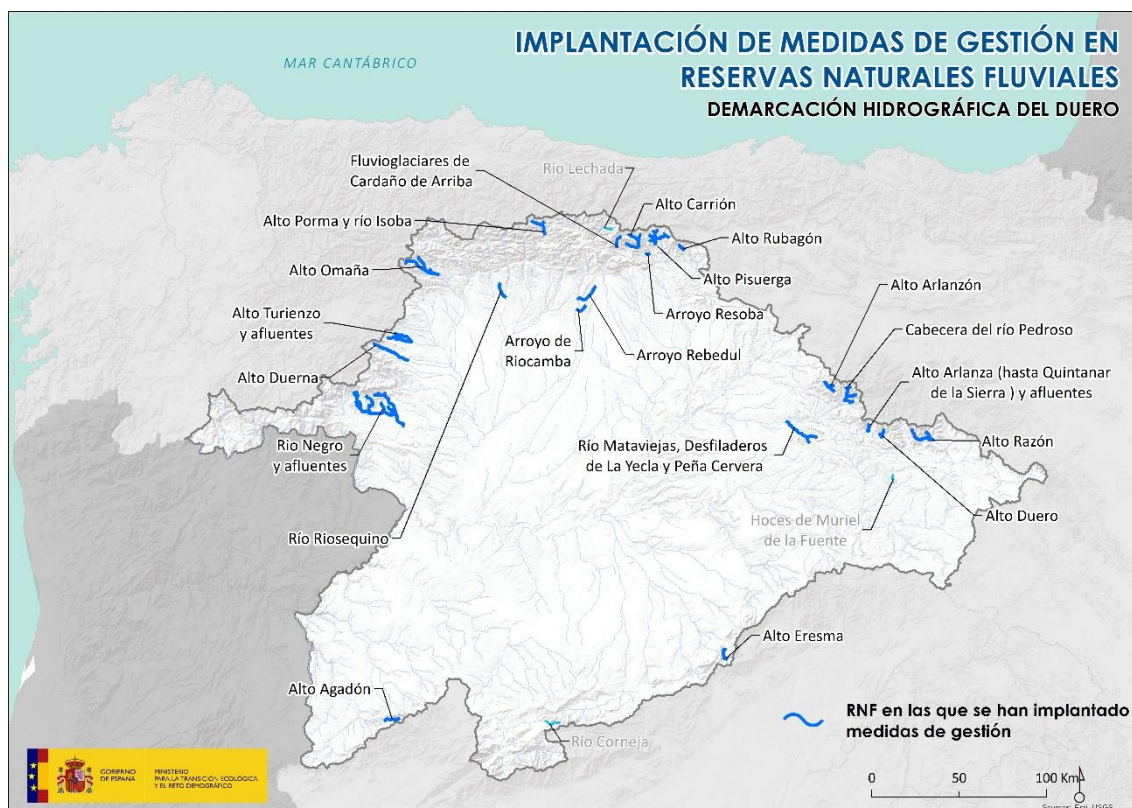 IMPLANTACIÓN DE MEDIDAS DE GESTIÓN EN
RESERVAS NATURALES FLUVIALES
DEMARCACIÓN HIDROGRÁFICA DEL DUERO
MAR CANTÁBRICO
Fluvioglaciares de
Cardaño de Arriba
Río Lechada
Alto Carrión
Alto Porma y río Isoba
Alto Rubagón
Alto Omaña
Alto Pisuerga
Alto Arlanzón
Arroyo Resoba
Alto Turienzo
y afluentes
Cabecera del río Pedroso
Arroyo de
Riocamba
Arroyo Rebedul
Alto Duerna
Alto Arlanza (hasta Quintanar
de la Sierra ) y afluentes
Rio Negro
y afluentes
Río Mataviejas, Desfiladeros
de La Yecla y Peña Cervera
Alto Razón
Río Riosequino
Hoces de Muriel
de la Fuente
Alto Duero
Alto Eresma
Alto Agadón
Río Corneja
RNF en las que se han implantado
medidas de gestión
GOBIERNO
DE ESPAÑA
MINISTERIO
PARA LA TRANSICIÓN ECOLÓGICA
Y EL RETO DEMOGRÁFICO
0 50 100 Km
Sources: Esri, USGS